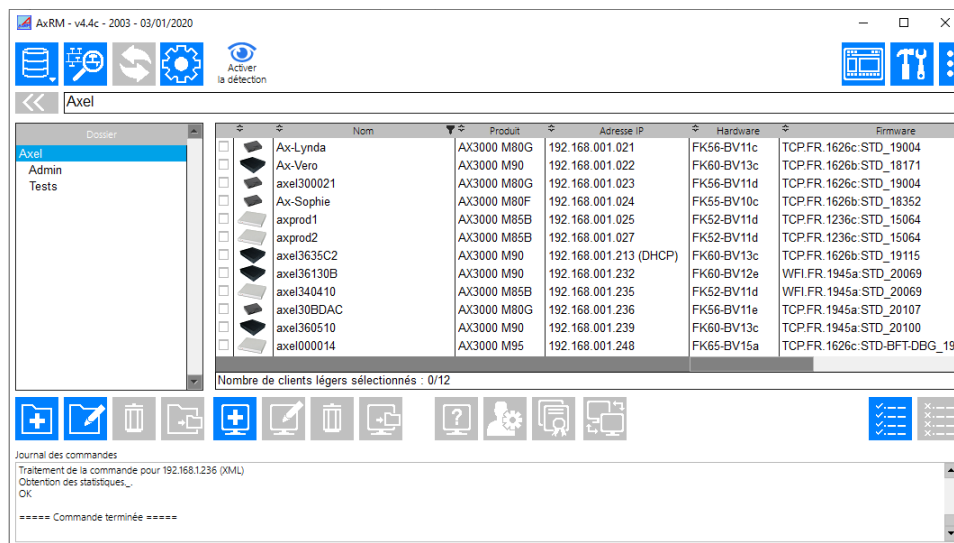 AxRM - v4.4c - 2003 - 03/01/2020
Activer
la détection
Axel
Dossier
Axel
Admin
Tests
Nom Produit Adresse IP Hardware Firmware
Ax-Lynda AX3000 M80G 192.168.001.021 FK56-BV11c TCP.FR.1626c:STD_19004
Ax-Vero AX3000 M90 192.168.001.022 FK60-BV13c TCP.FR.1626b:STD_18171
axel300021 AX3000 M80G 192.168.001.023 FK56-BV11d TCP.FR.1626c:STD_19004
Ax-Sophie AX3000 M80F 192.168.001.024 FK55-BV10c TCP.FR.1626b:STD_18352
axprod1 AX3000 M85B 192.168.001.025 FK52-BV11d TCP.FR.1236c:STD_15064
axprod2 AX3000 M85B 192.168.001.027 FK52-BV11d TCP.FR.1236c:STD_15064
axel3635C2 AX3000 M90 192.168.001.213 (DHCP) FK60-BV13c TCP.FR.1626b:STD_19115
axel36130B AX3000 M90 192.168.001.232 FK60-BV12e WFI.FR.1945a:STD_20069
axel340410 AX3000 M85B 192.168.001.235 FK52-BV11d WFI.FR.1945a:STD_20069
axel30BDAC AX3000 M80G 192.168.001.236 FK56-BV11e TCP.FR.1945a:STD_20107
axel360510 AX3000 M90 192.168.001.239 FK60-BV13c TCP.FR.1945a:STD_20100
axel000014 AX3000 M95 192.168.001.248 FK65-BV15a TCP.FR.1626c:STD-BFT-DBG_19
Nombre de clients légers sélectionnés : 0/12
Journal des commandes
Traitement de la commande pour 192.168.1.236 (XML)
Obtention des statistiques_.
OK
===== Commande terminée =====